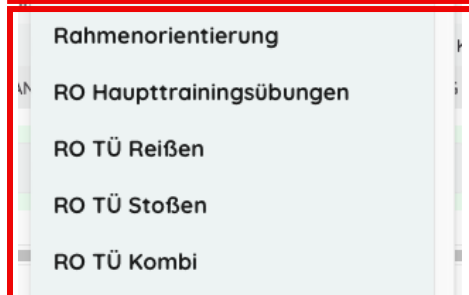 Rahmenorientierung
RO Haupttrainingsübungen
RO TÜ Reißen
RO TÜ Stoßen
RO TÜ Kombi